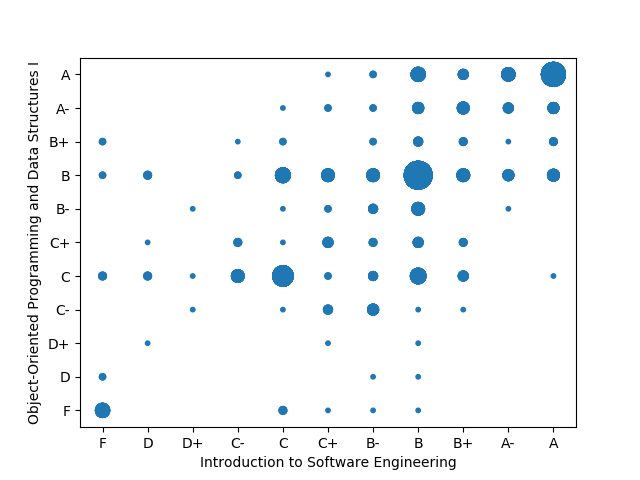 Object-Oriented Programming and Data Structures I
A
A-
B+
B
B-
C+
C
C-
D+
D
F
F D D+ C- C C+ B- B B+ A- A
Introduction to Software Engineering